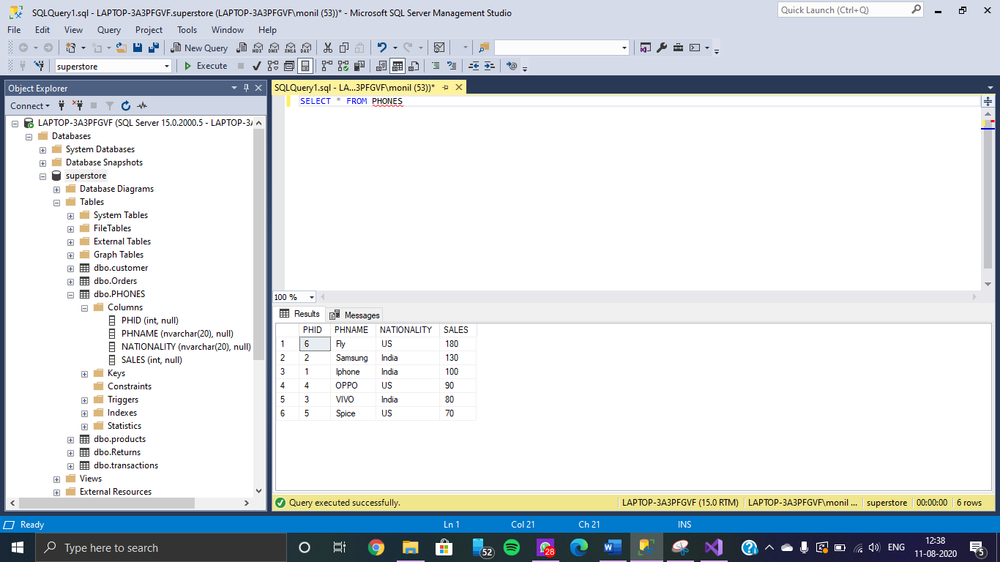 SQLQuery1.sql - LAPTOP-3A3PFGVF.superstore (LAPTOP-3A3PFGVF\monil (53))* - Microsoft SQL Server Management Studio
Quick Launch (Ctrl+Q)
File Edit View Query Project Tools Window Help
New Query MDX DMX XMLA DAX
superstore Execute
Object Explorer
SQLQuery1.sql - LA...3PFGVF\monil (53))*
Connect
SELECT * FROM PHONES
LAPTOP-3A3PFGVF (SQL Server 15.0.2000.5 - LAPTOP-3A
Databases
System Databases
Database Snapshots
superstore
Database Diagrams
Tables
System Tables
FileTables
External Tables
Graph Tables
dbo.customer
dbo.Orders
dbo.PHONES
Columns
PHID (int, null)
PHNAME (nvarchar(20), null)
NATIONALITY (nvarchar(20), null)
SALES (int, null)
Keys
Constraints
Triggers
Indexes
Statistics
dbo.products
dbo.Returns
dbo.transactions
Views
External Resources
100 %
Results Messages
PHID PHNAME NATIONALITY SALES
1 6 Fly US 180
2 2 Samsung India 130
3 1 Iphone India 100
4 4 OPPO US 90
5 3 VIVO India 80
6 5 Spice US 70
Query executed successfully. LAPTOP-3A3PFGVF (15.0 RTM) LAPTOP-3A3PFGVF\monil ... superstore 00:00:00 6 rows
Ready Ln 1 Col 21 Ch 21 INS
Type here to search
52
28
ENG
12:38
11-08-2020
5